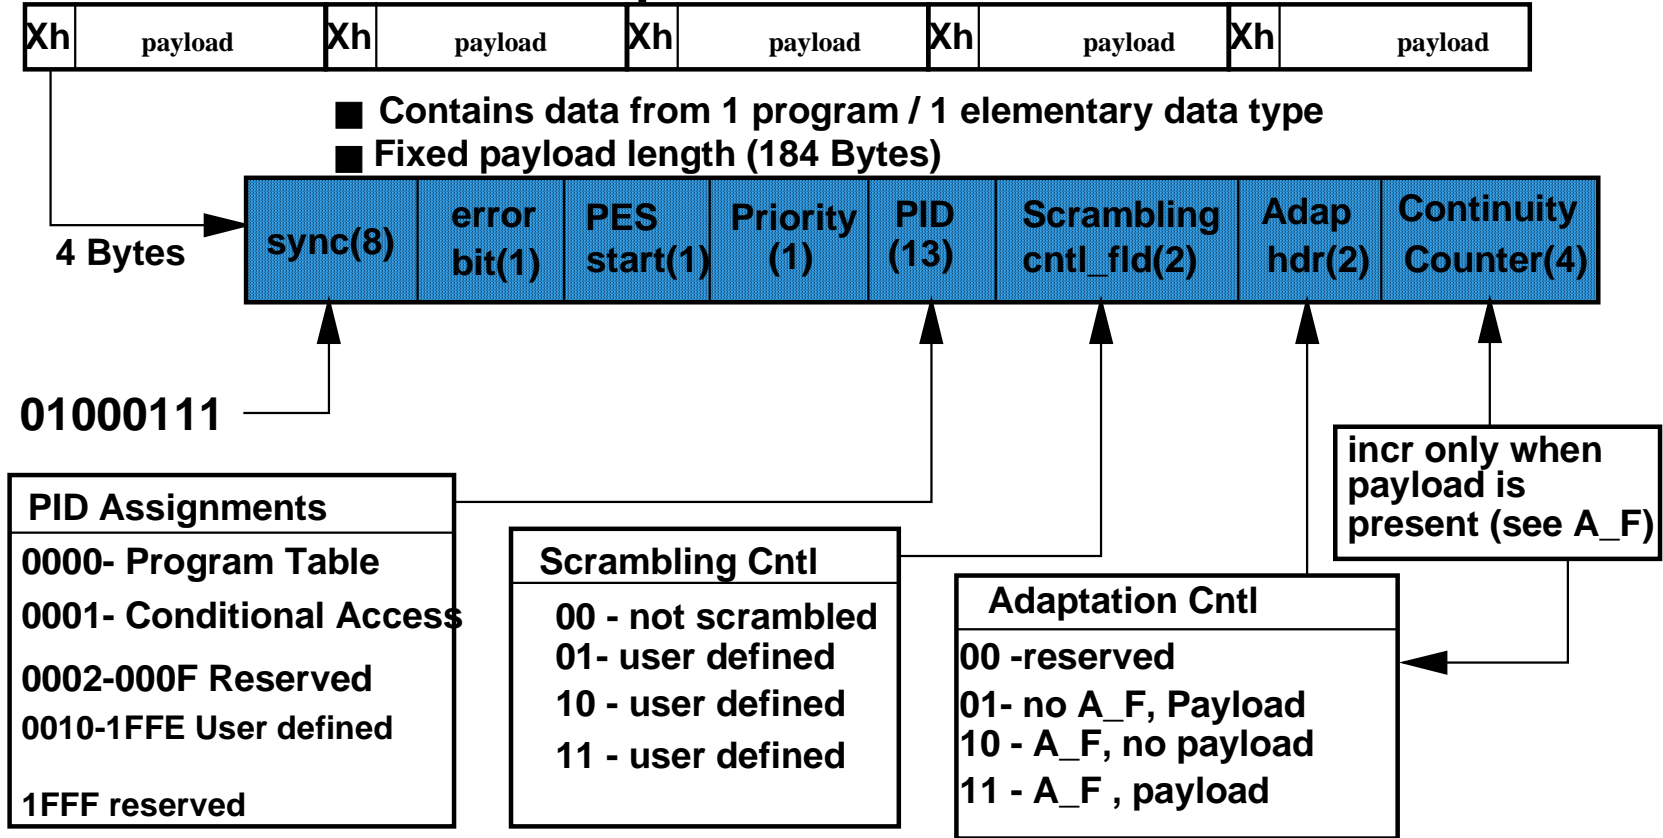 Xh payload Xh payload Xh payload Xh payload Xh payload
■ Contains data from 1 program / 1 elementary data type
■ Fixed payload length (184 Bytes)
4 Bytes
sync(8)
error
bit(1)
PES
start(1)
Priority
(1)
PID
(13)
Scrambling
cntl_fld(2)
Adap
hdr(2)
Continuity
Counter(4)
01000111
incr only when
payload is
present (see A_F)
PID Assignments
0000- Program Table
0001- Conditional Access
0002-000F Reserved
0010-1FFE User defined
1FFF reserved
Scrambling Cntl
00 - not scrambled
01- user defined
10 - user defined
11 - user defined
Adaptation Cntl
00 -reserved
01- no A_F, Payload
10 - A_F, no payload
11 - A_F , payload